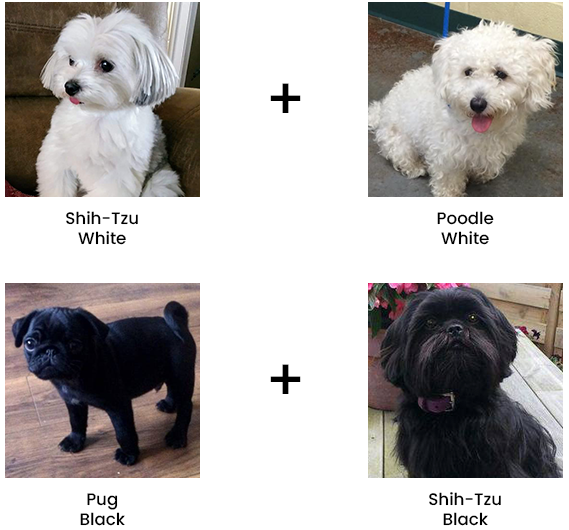 +
Shih-Tzu
White
Poodle
White
+
Pug
Black
Shih-Tzu
Black